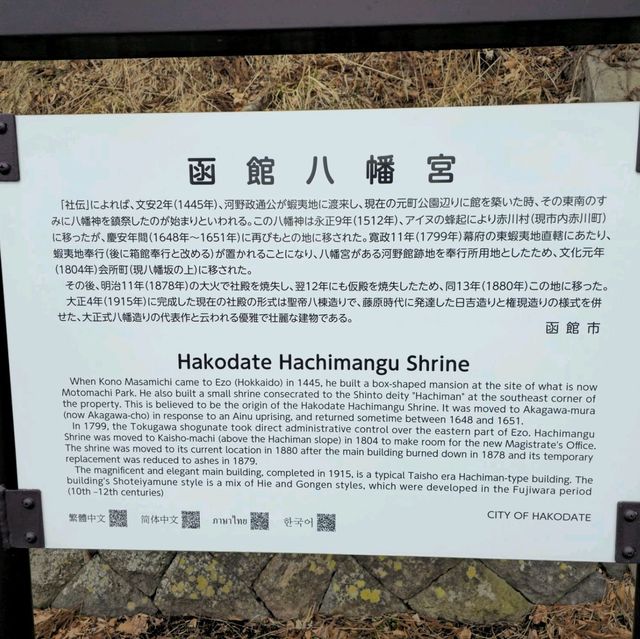 函館八幡宮
「社伝」によれば、文安2年(1445年)、河野政通公が蝦夷地に渡来し、現在の元町公園辺りに館を築いた時、その東南のす
みに八幡神を鎮祭したのが始まりといわれる。この八幡神は永正9年(1512年)、アイヌの蜂起により赤川村(現市内赤川町)
に移ったが、慶安年間(1648年〜1651年)に再びもとの地に移された。寛政11年(1799年)幕府の東蝦夷地直轄にあたり、
蝦夷地奉行(後に箱館奉行と改める)が置かれることになり、八幡宮がある河野館跡地を奉行所用地としたため、文化元年
(1804年)会所町(現八幡坂の上)に移された。
その後、明治11年(1878年)の大火で社殿を焼失し、翌12年にも仮殿を焼失したため、同13年(1880年)この地に移った。
大正4年(1915年)に完成した現在の社殿の形式は聖帝八棟造りで、藤原時代に発達した日吉造りと権現造りの様式を併
せた、大正式八幡造りの代表作と云われる優雅で壮麗な建物である。
函館市
Hakodate Hachimangu Shrine
When Kono Masamichi came to Ezo (Hokkaido) in 1445, he built a box-shaped mansion at the site of what is now
Motomachi Park. He also built a small shrine consecrated to the Shinto deity "Hachiman" at the southeast corner of
the property. This is believed to be the origin of the Hakodate Hachimangu Shrine. It was moved to Akagawa-mura
(now Akagawa-cho) in response to an Ainu uprising, and returned sometime between 1648 and 1651.
In 1799, the Tokugawa shogunate took direct administrative control over the eastern part of Ezo. Hachimangu
Shrine was moved to Kaisho-machi (above the Hachiman slope) in 1804 to make room for the new Magistrate's Office.
The shrine was moved to its current location in 1880 after the main building burned down in 1878 and its temporary
replacement was reduced to ashes in 1879.
The magnificent and elegant main building, completed in 1915, is a typical Taisho era Hachiman-type building. The
building's Shoteiyamune style is a mix of Hie and Gongen styles, which were developed in the Fujiwara period
(10th -12th centuries)
繁體中文 简体中文 ภาษาไทย 한국어
CITY OF HAKODATE